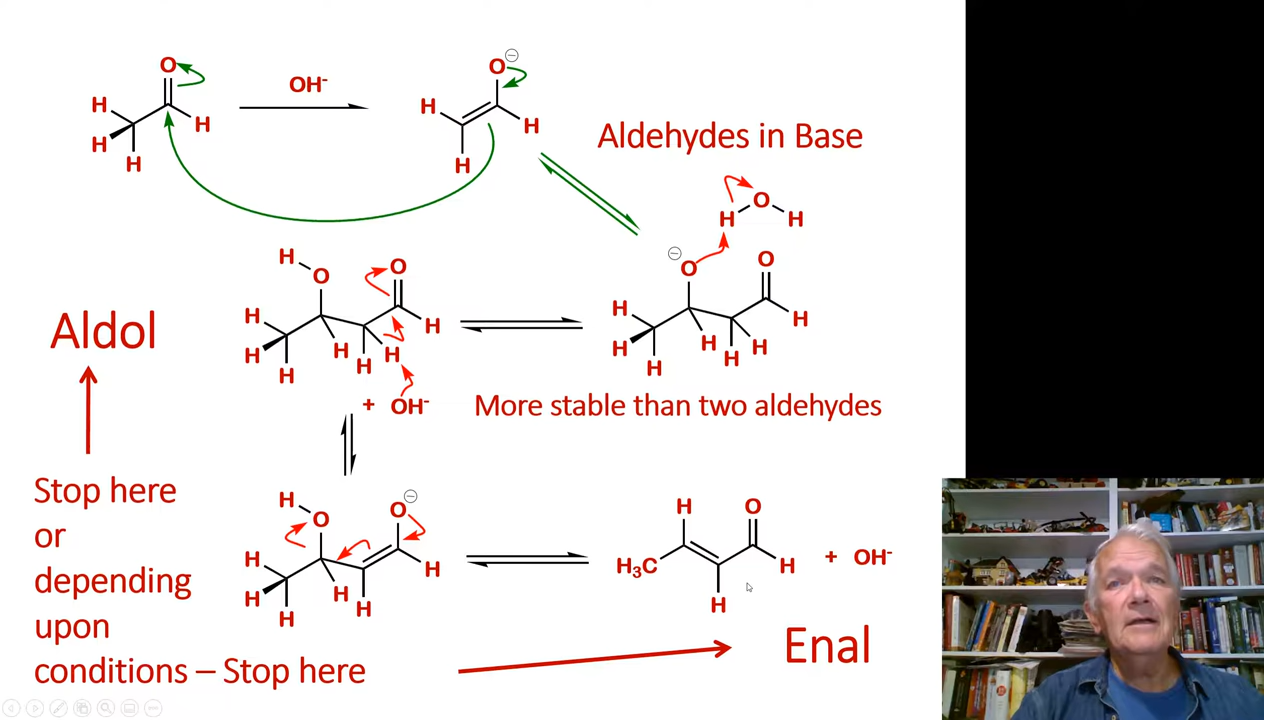 O
H
H
H
H
OH-
O
H
H
H
Aldehydes in Base
H
O
H
H
O
O
H
H
H
H
H
H
H
Aldol
O
O
H
H
H
H
H
H
H
More stable than two aldehydes
+ OH-
Stop here
or
depending
upon
conditions – Stop here
H
O
O
H
H
H
H
H
H
H
O
H3C
H
H
+ OH-
Enal